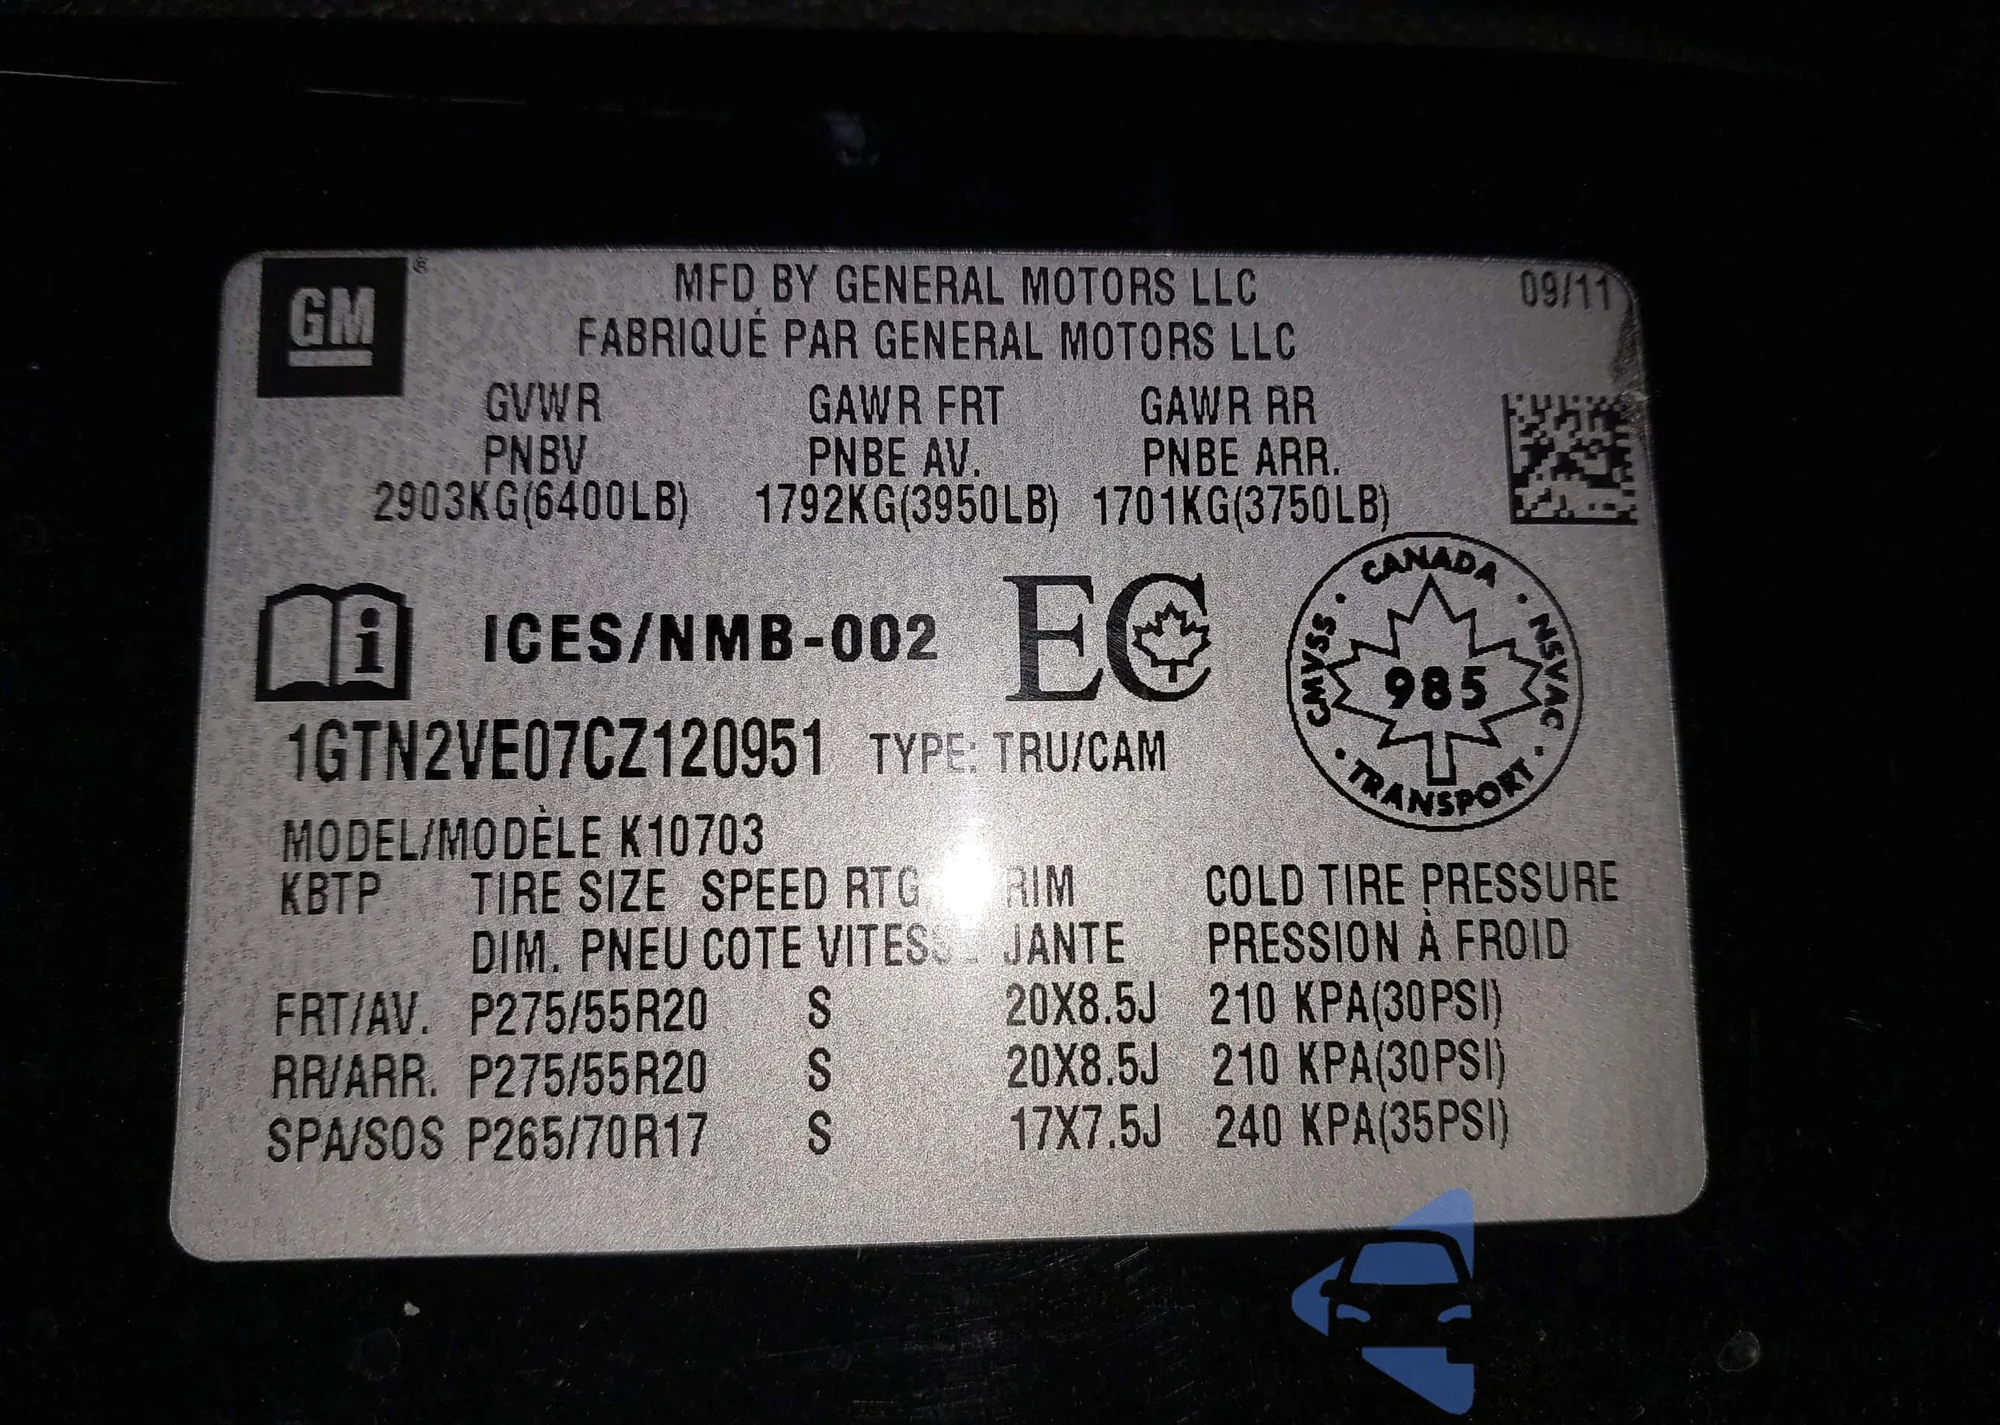 GM ®
MFD BY GENERAL MOTORS LLC
09/11
FABRIQUÉ PAR GENERAL MOTORS LLC
GVWR GAWR FRT GAWR RR
PNBV PNBE AV. PNBE ARR.
2903KG(6400LB) 1792KG(3950LB) 1701KG(3750LB)
i ICES/NMB-002 EC
CANADA · NSVAC · TRANSPORT · CMVSS ·
985
1GTN2VE07CZ120951 TYPE: TRU/CAM
MODEL/MODÈLE K10703
KBTP TIRE SIZE SPEED RTG RIM COLD TIRE PRESSURE
DIM. PNEU COTE VITESSE JANTE PRESSION À FROID
FRT/AV. P275/55R20 S 20X8.5J 210 KPA(30PSI)
RR/ARR. P275/55R20 S 20X8.5J 210 KPA(30PSI)
SPA/SOS P265/70R17 S 17X7.5J 240 KPA(35PSI)